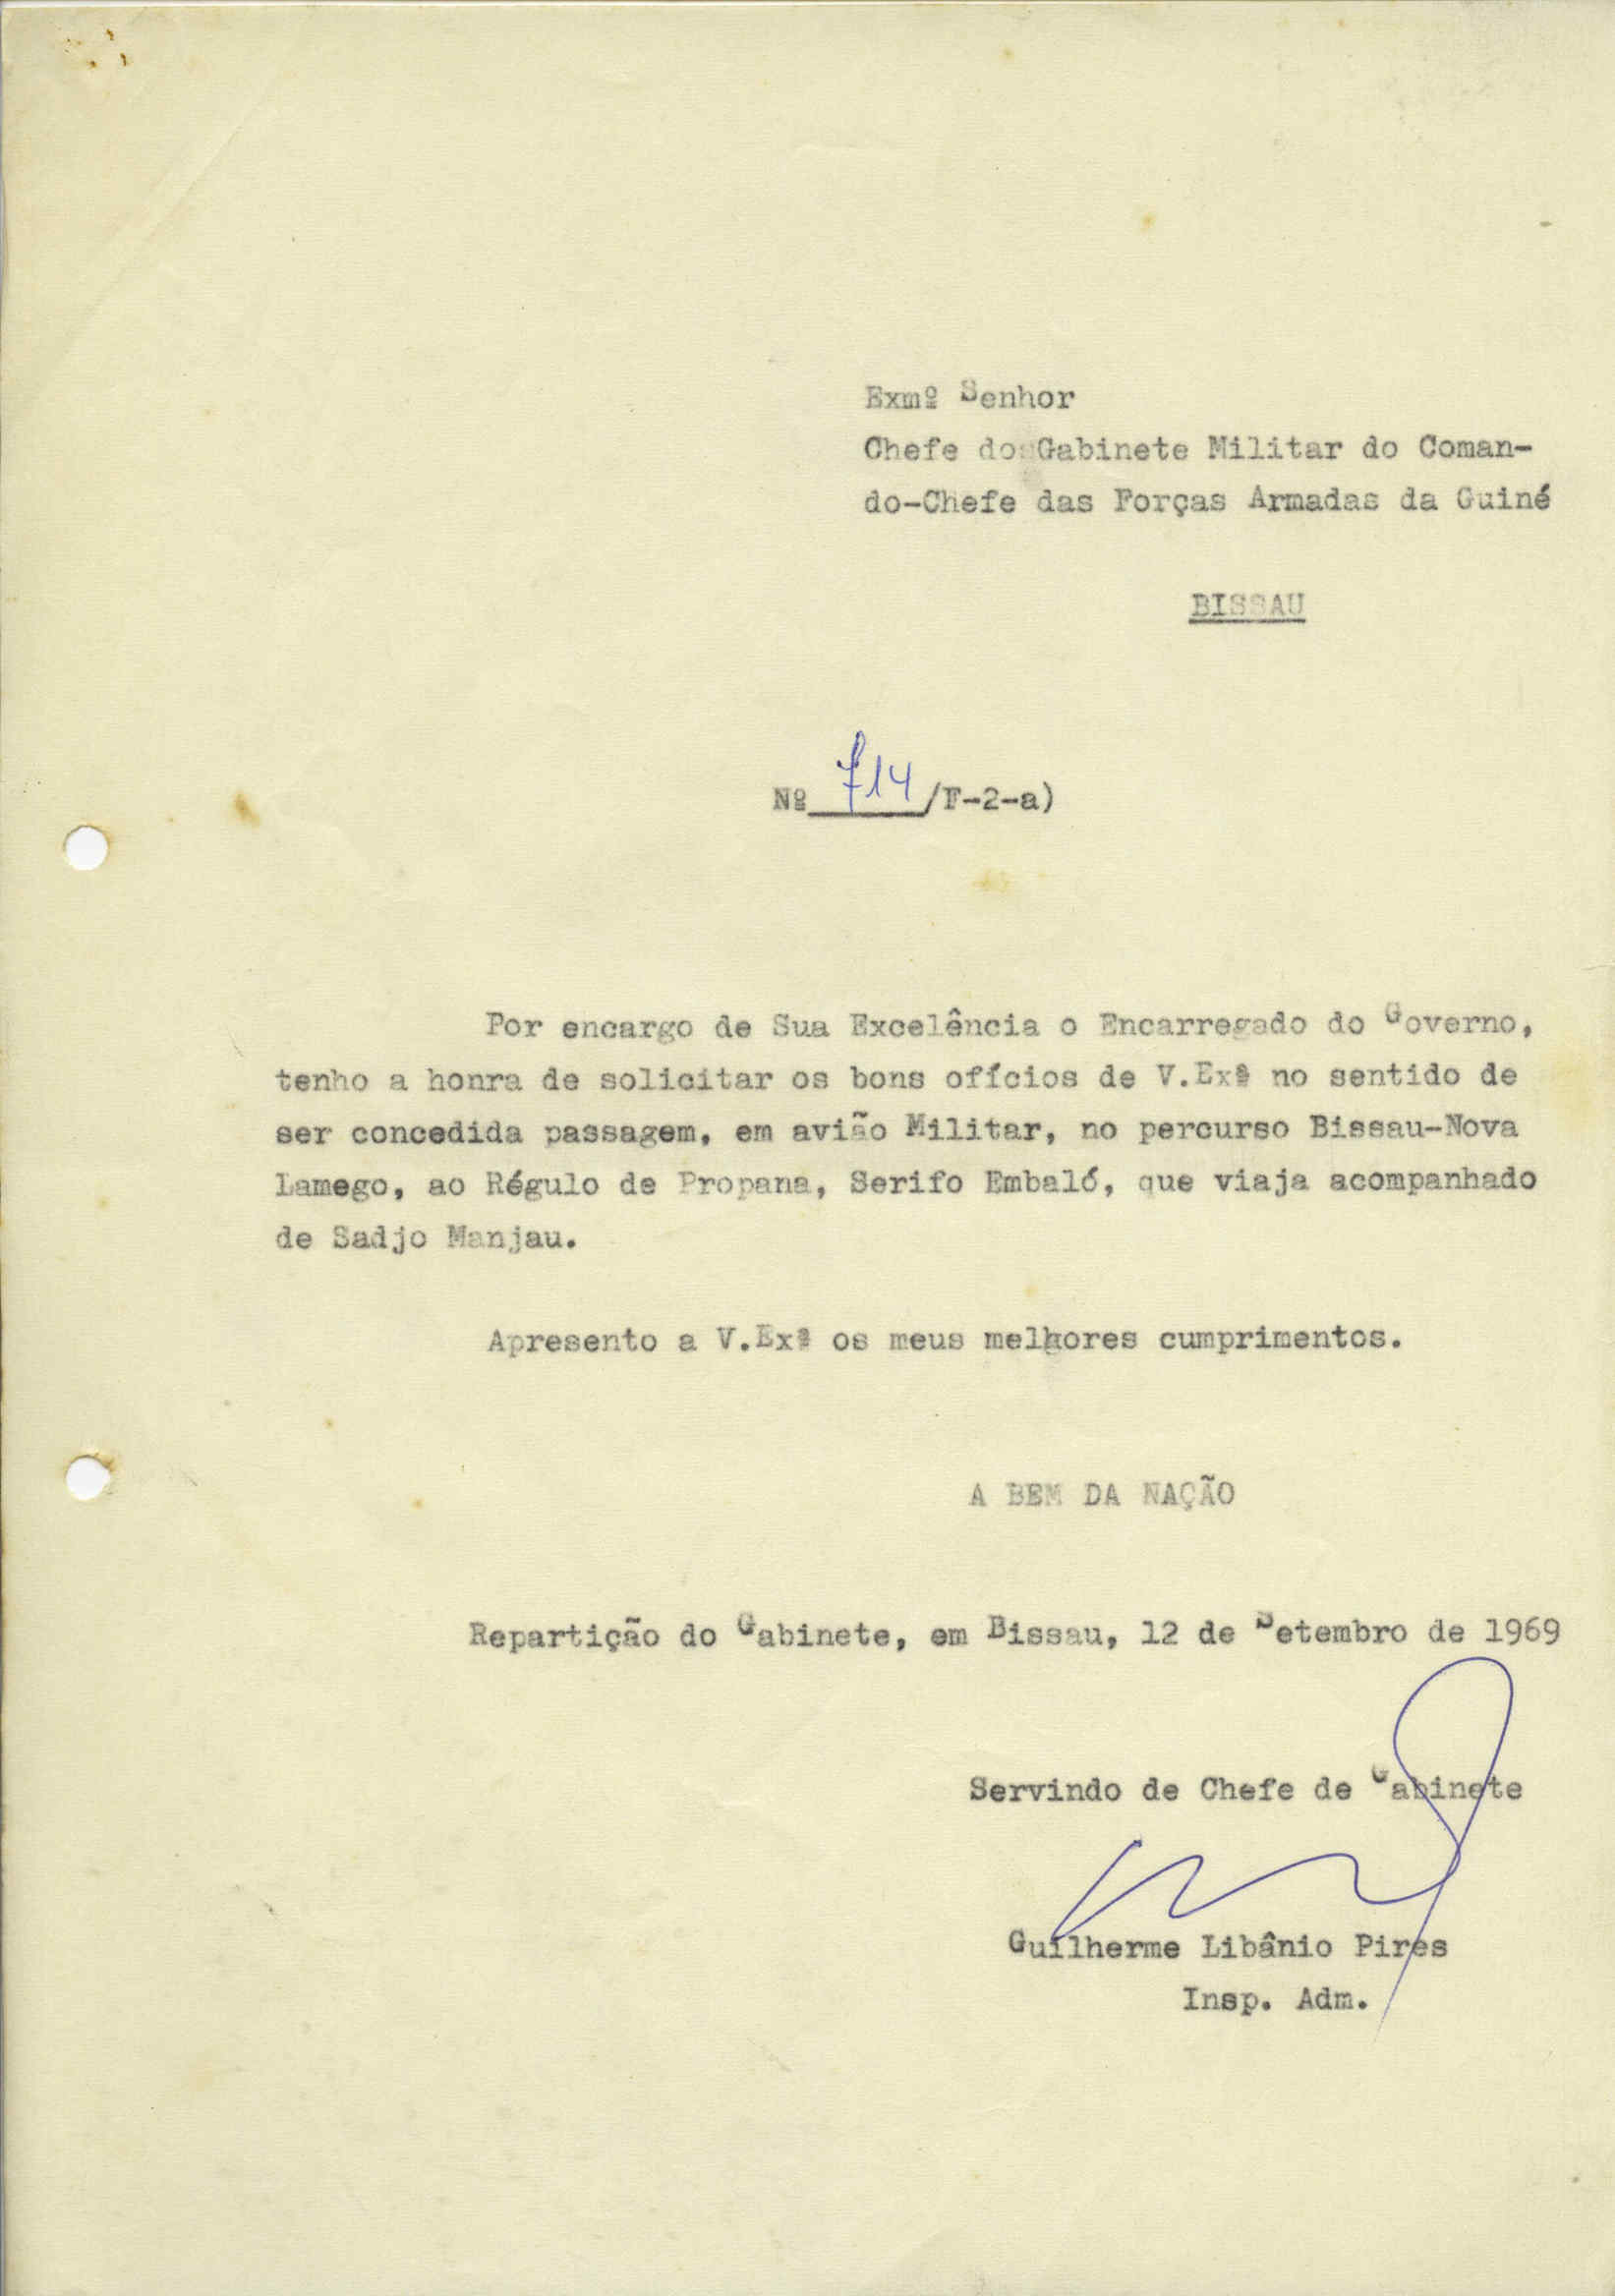 Exmº Senhor
Chefe do Gabinete Militar do Coman-
do-Chefe das Forças Armadas da Guiné
BISSAU
Nº 714/F-2-a)
Por encargo de Sua Excelência o Encarregado do Governo,
tenho a honra de solicitar os bons ofícios de V.Exª no sentido de
ser concedida passagem, em avião Militar, no percurso Bissau-Nova
Lamego, ao Régulo de Propana, Serifo Embaló, que viaja acompanhado
de Sadjo Manjau.
Apresento a V.Exª os meus melhores cumprimentos.
A BEM DA NAÇÃO
Repartição do Gabinete, em Bissau, 12 de Setembro de 1969
Servindo de Chefe de Gabinete
Guilherme Libânio Pires
Insp. Adm.